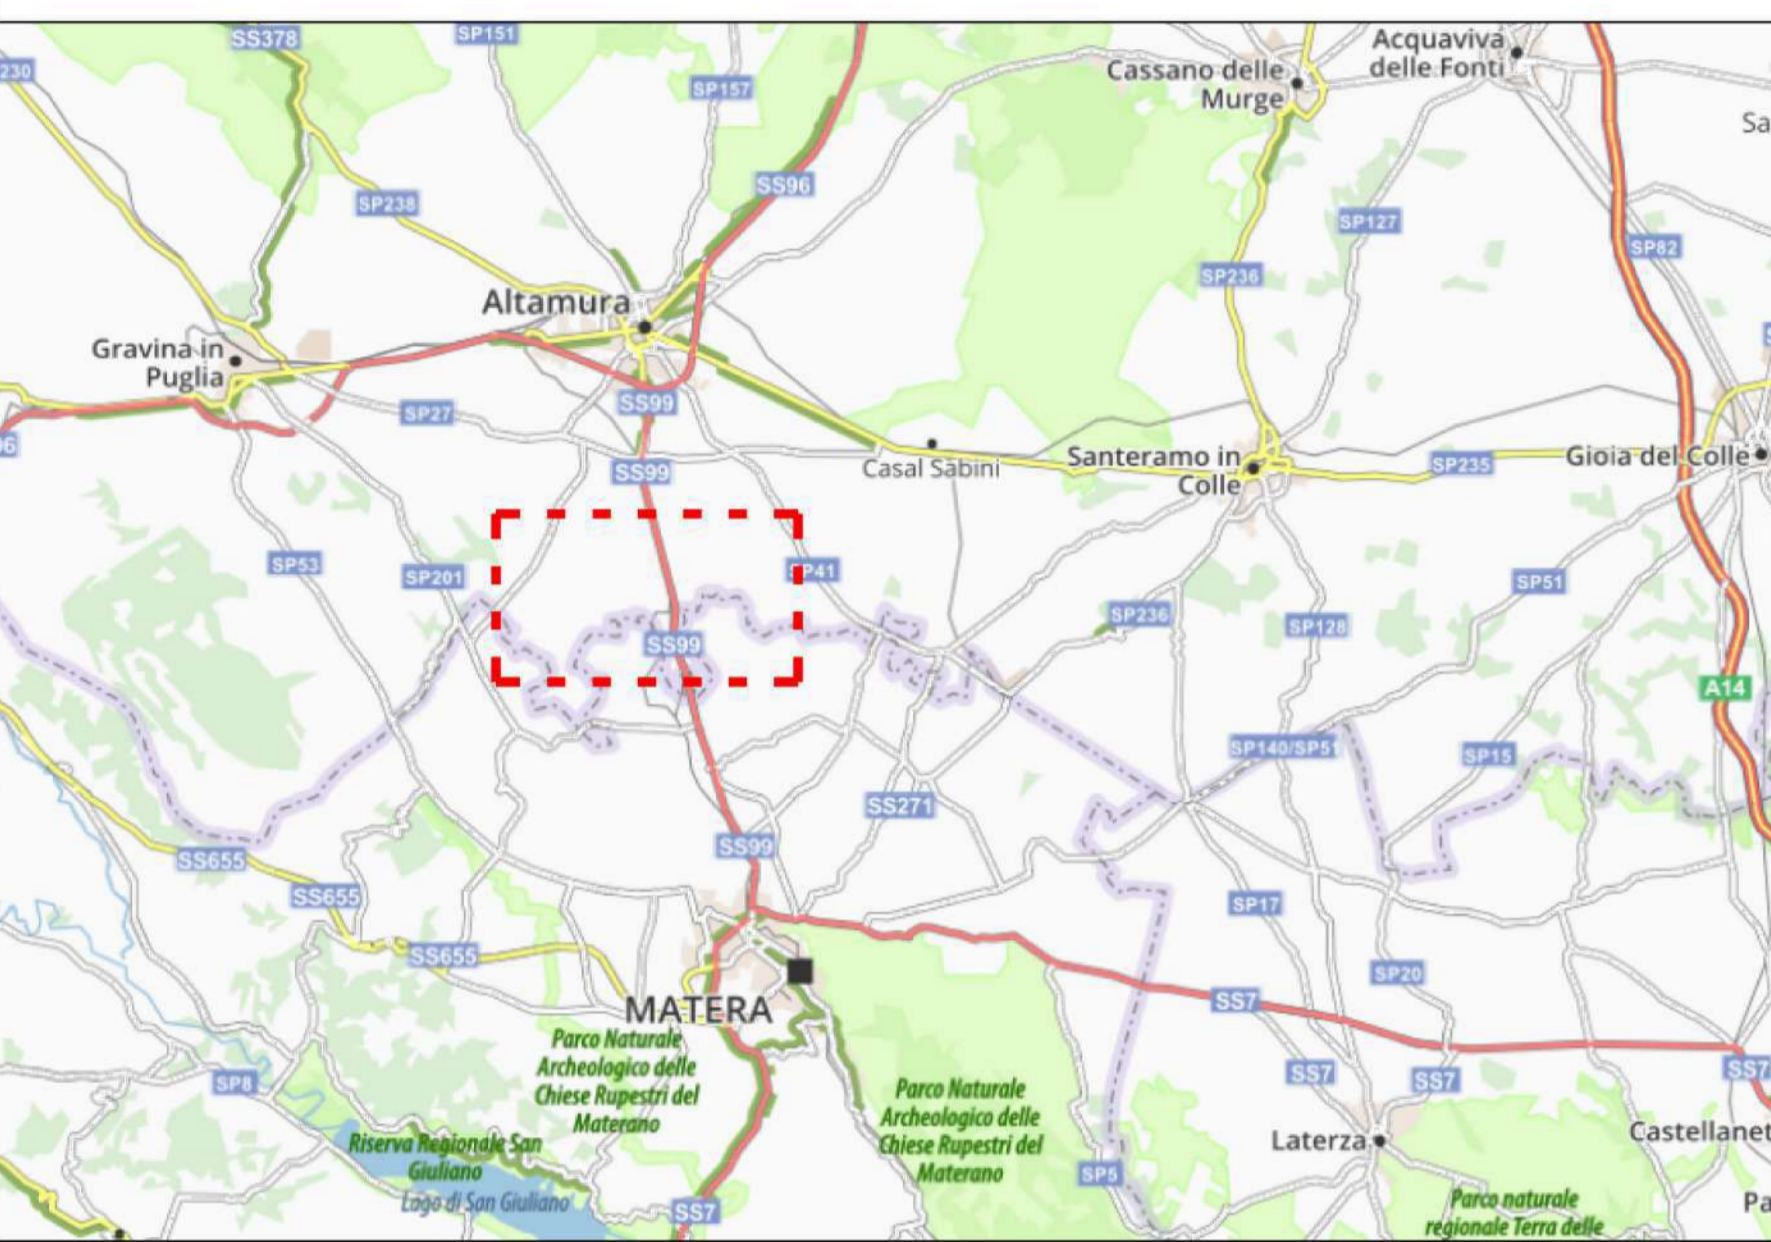 SS378
SP151
Acquaviva
delle Fonti
230
Cassano delle
Murge
SP157
Sa
SS96
SP238
SP127
SP82
SP236
Altamura
Gravina in
Puglia
SS99
SP27
Casal Sabini
Santeramo in
Colle
SP235
Gioia del Colle
SS99
SP53
SP201
SP41
SP51
SP236
SP128
SS99
A14
SP140/SP51
SP15
SS271
SS99
SS655
SS655
SP17
SS655
SP20
MATERA
SS7
Parco Naturale
Archeologico delle
Chiese Rupestri del
Materano
SP8
Parco Naturale
Archeologico delle
Chiese Rupestri del
Materano
SS7
SS7
SS7
Riserva Regionale San
Giuliano
Lago di San Giuliano
Laterza
Castellanet
SP5
SS7
Parco naturale
regionale Terra delle
Pa